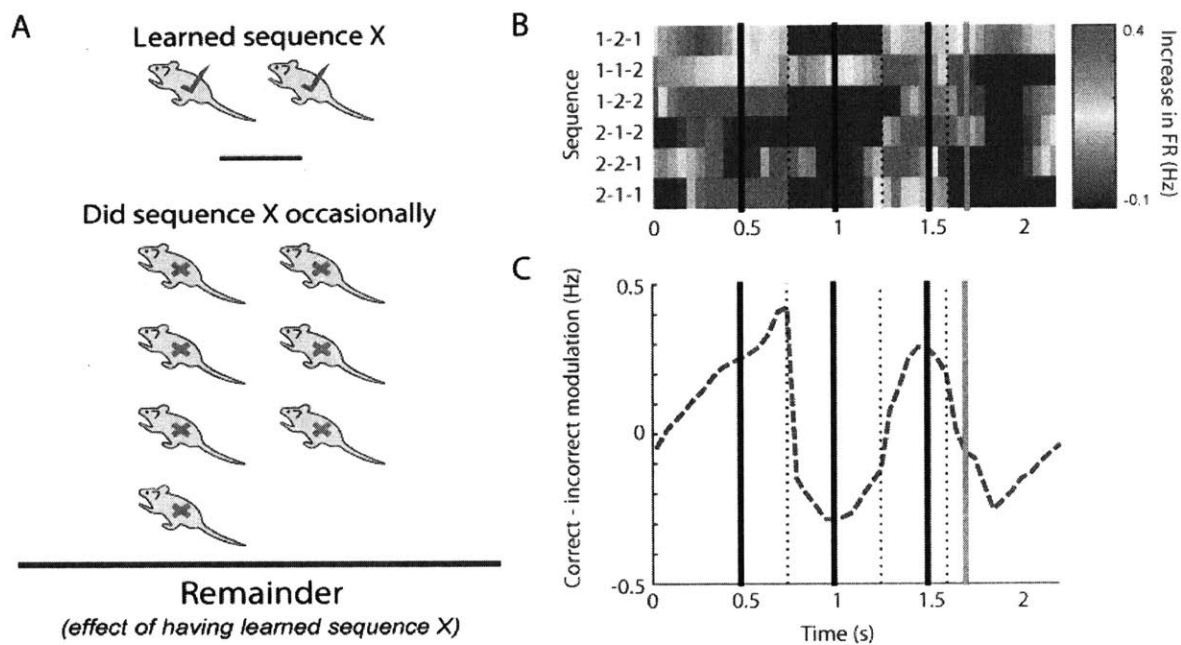 A
Learned sequence X
Did sequence X occasionally
Remainder
(effect of having learned sequence X)
B
Sequence
1-2-1
1-1-2
1-2-2
2-1-2
2-2-1
2-1-1
0
0.5
1
1.5
2
0.4
-0.1
Increase in FR (Hz)
C
Correct - incorrect modulation (Hz)
0.5
0
-0.5
0
0.5
1
1.5
2
Time (s)